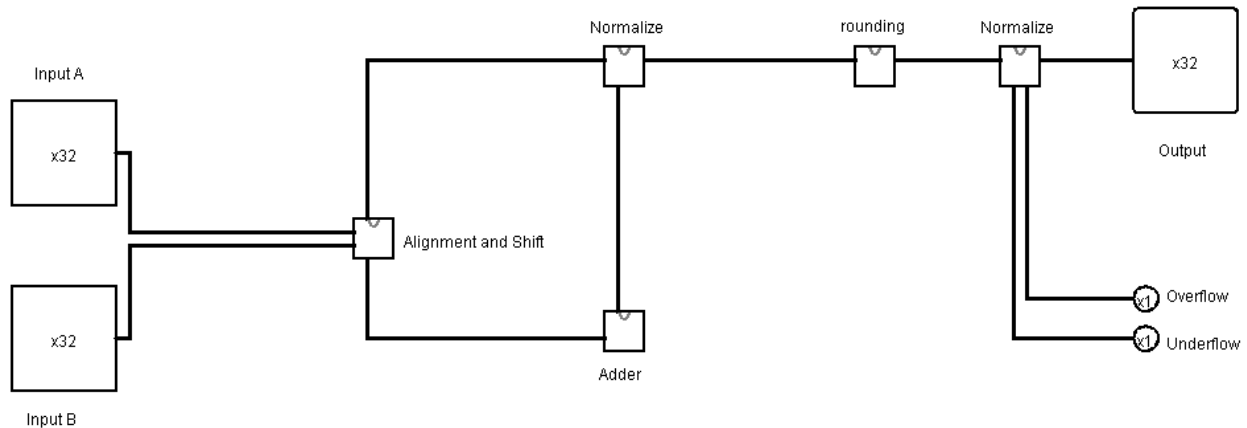 Normalize
rounding
Normalize
Input A
x32
x32
Output
Alignment and Shift
Input B
x32
Adder
x1 Overflow
x1 Underflow